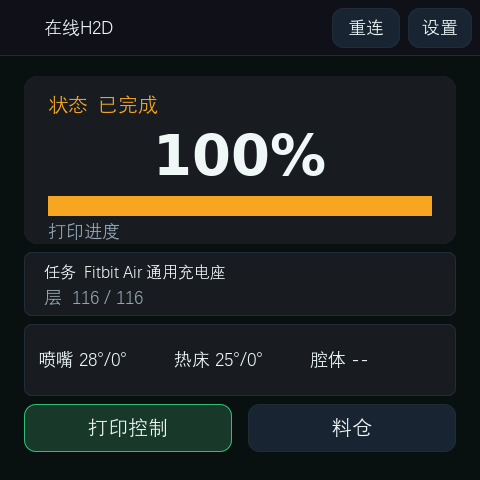 在线H2D 重连 设置
状态 已完成
100%
打印进度
任务 Fitbit Air 通用充电座
层 116 / 116
喷嘴 28°/0° 热床 25°/0° 腔体 --
打印控制 料仓